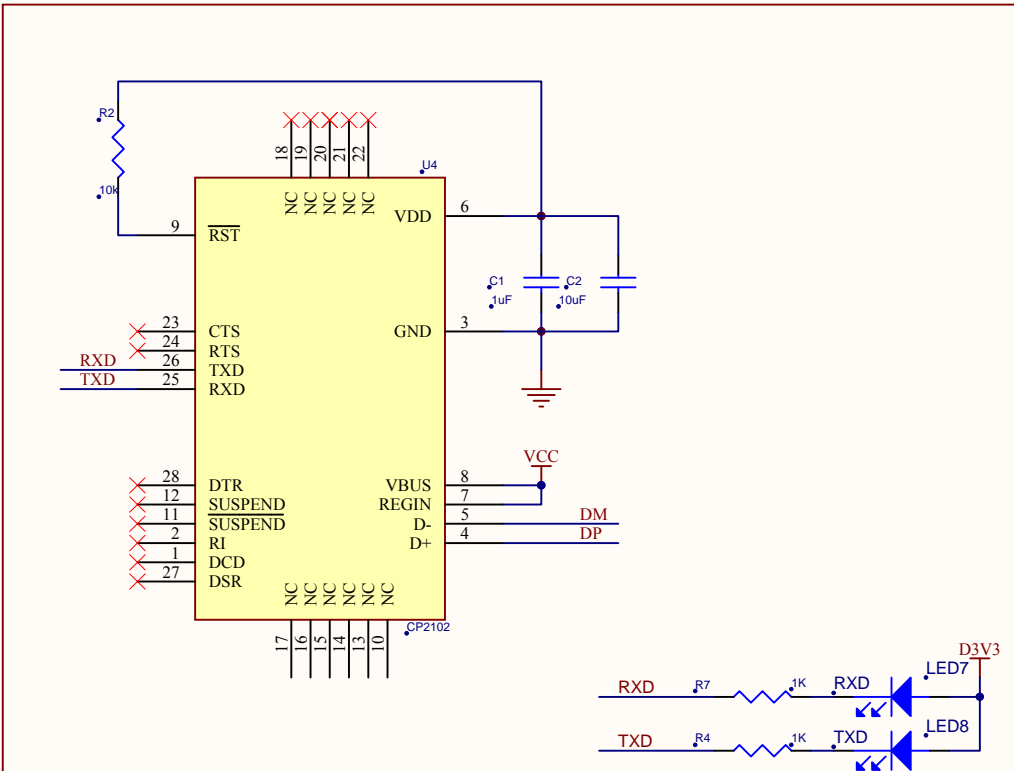 R2
10k
18 19 20 21 22
U4
NC NC NC NC NC
VDD 6
9 RST
C1 C2
1uF 10uF
23 CTS
GND 3
24 RTS
RXD 26 TXD
TXD 25 RXD
VCC
28 DTR
VBUS 8
12 SUSPEND
REGIN 7
11 SUSPEND
D- 5 DM
2 RI
D+ 4 DP
1 DCD
27 DSR
NC NC NC NC NC NC
CP2102
17 16 15 14 13 10
D3V3
RXD R7 1K RXD LED7
TXD R4 1K TXD LED8